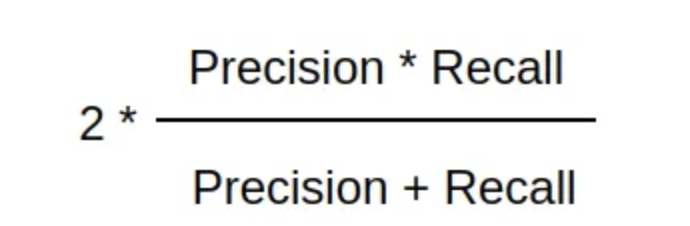 Precision * Recall
2 *
Precision + Recall